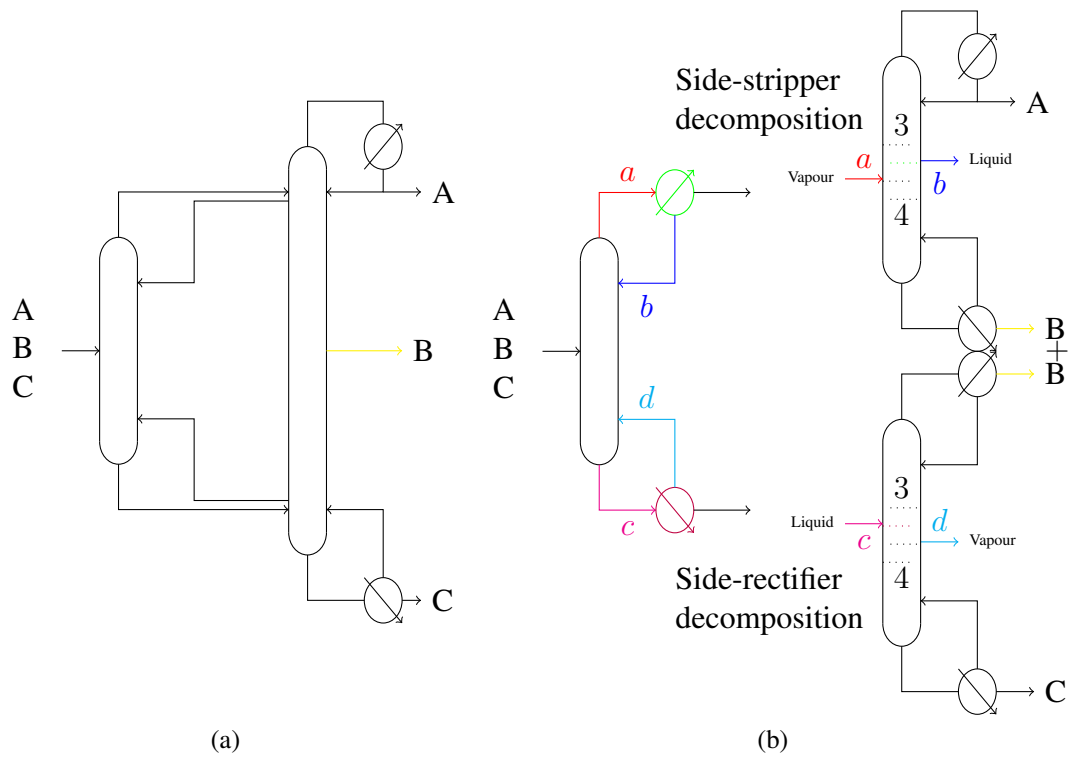 A
A
B
C
B
C
(a)
Side-stripper
decomposition
A
3
a
Vapour
Liquid
b
4
a
b
A
B
C
d
c
B
+
B
3
Liquid
c
d
Vapour
4
Side-rectifier
decomposition
C
(b)